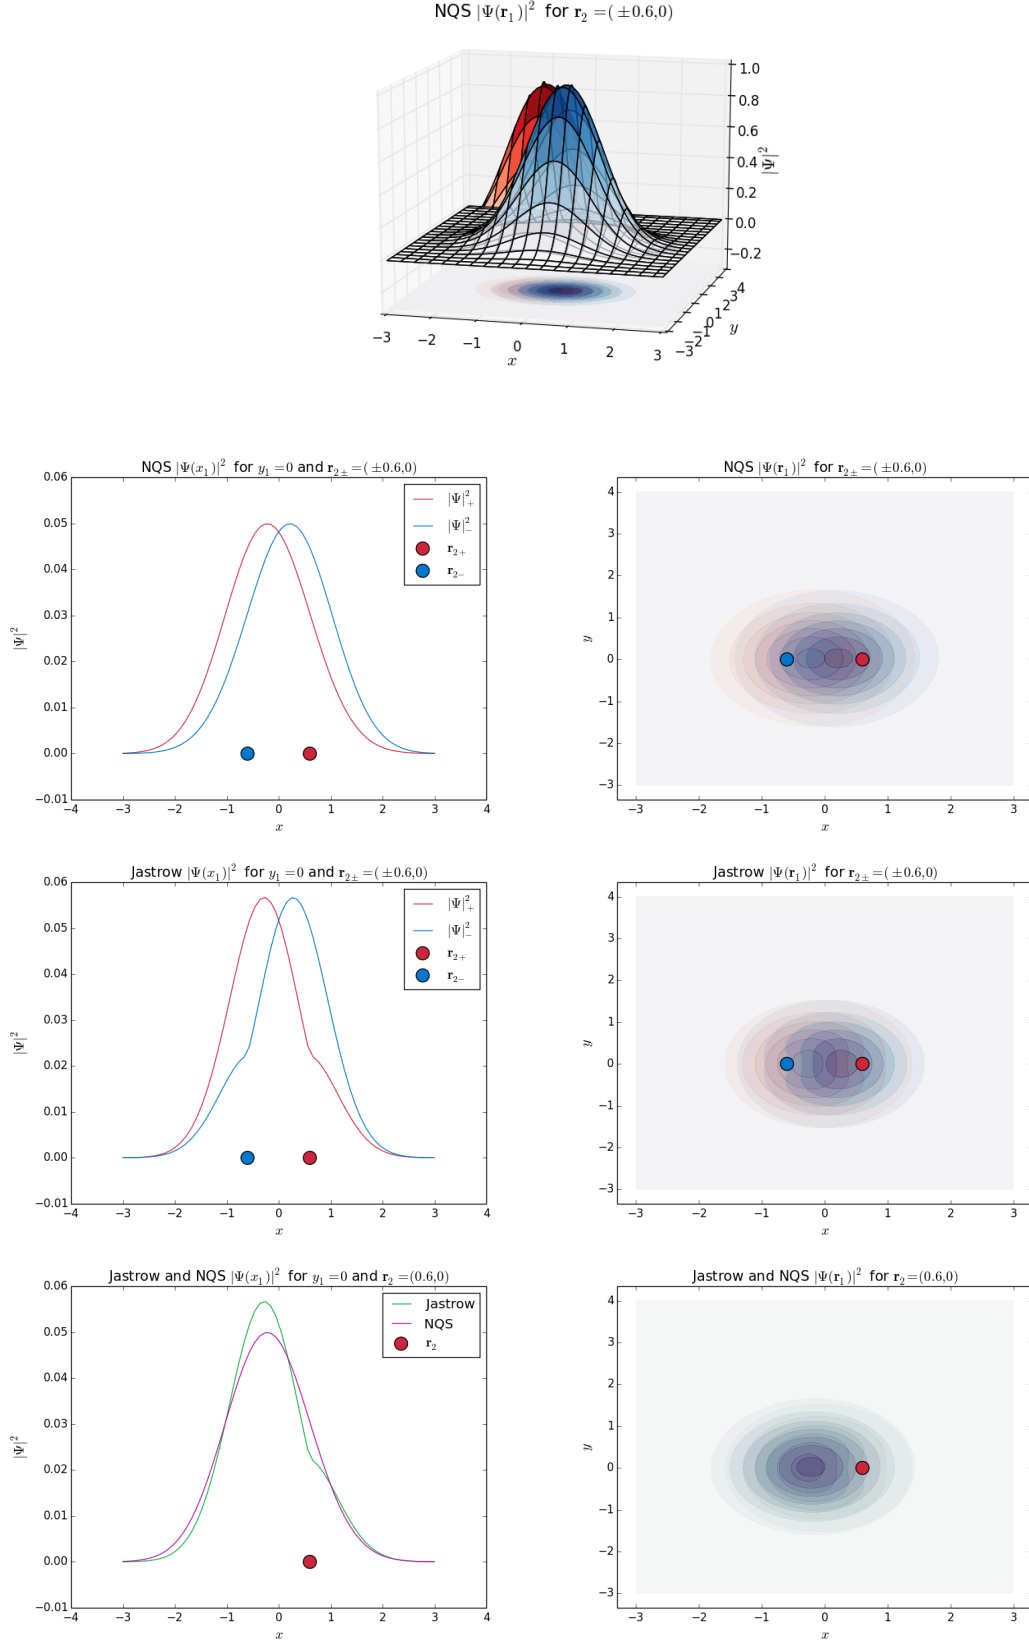 NQS |Ψ(r₁)|² for r₂ =(±0.6,0)
1.0
0.8
0.6
0.4
0.2
0.0
−0.2
|Ψ|²
−3 −2 −1 0 1 2 3
x
−3 −2 −1 0 1 2 3 4
y
NQS |Ψ(x₁)|² for y₁=0 and r₂±=(±0.6,0)
0.06
0.05
0.04
0.03
0.02
0.01
0.00
−0.01
|Ψ|²
−4 −3 −2 −1 0 1 2 3 4
x
|Ψ|²₊
|Ψ|²₋
r₂₊
r₂₋
NQS |Ψ(r₁)|² for r₂±=(±0.6,0)
4
3
2
1
0
−1
−2
−3
y
−3 −2 −1 0 1 2 3
x
Jastrow |Ψ(x₁)|² for y₁=0 and r₂±=(±0.6,0)
0.06
0.05
0.04
0.03
0.02
0.01
0.00
−0.01
|Ψ|²
−4 −3 −2 −1 0 1 2 3 4
x
|Ψ|²₊
|Ψ|²₋
r₂₊
r₂₋
Jastrow |Ψ(r₁)|² for r₂±=(±0.6,0)
4
3
2
1
0
−1
−2
−3
y
−3 −2 −1 0 1 2 3
x
Jastrow and NQS |Ψ(x₁)|² for y₁=0 and r₂=(0.6,0)
0.06
0.05
0.04
0.03
0.02
0.01
0.00
−0.01
|Ψ|²
−4 −3 −2 −1 0 1 2 3 4
x
Jastrow
NQS
r₂
Jastrow and NQS |Ψ(r₁)|² for r₂=(0.6,0)
4
3
2
1
0
−1
−2
−3
y
−3 −2 −1 0 1 2 3
x